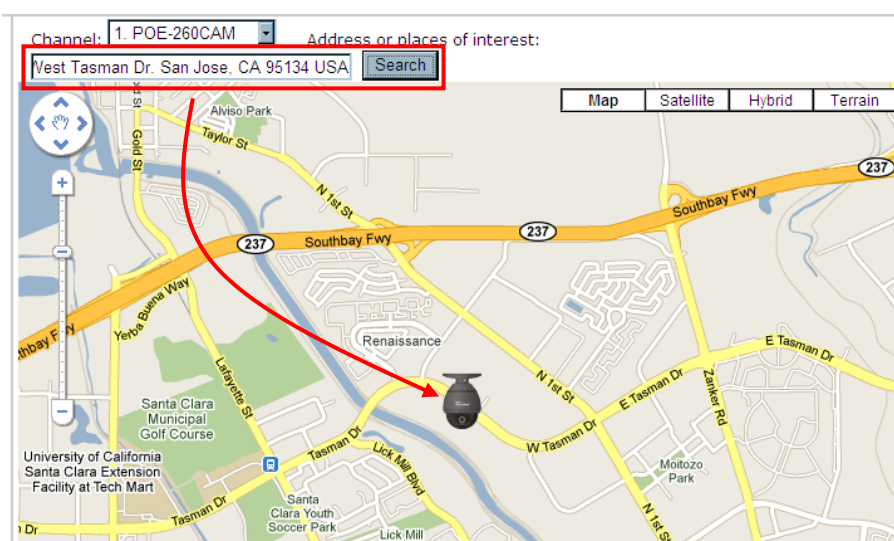 Channel: 1. POE-260CAM
Address or places of interest:
West Tasman Dr. San Jose, CA 95134 USA
Search
Map
Satellite
Hybrid
Terrain
Alviso Park
Taylor St
Gold St
N 1st St
237
Southbay Fwy
237
Southbay Fwy
237
Yerba Buena Way
Renaissance
Lafayette St
N 1st St
E Tasman Dr
Zanker Rd
E Tasman Dr
Santa Clara
Municipal
Golf Course
W Tasman Dr
Tasman Dr
Lick Mill Blvd
University of California
Santa Clara Extension
Facility at Tech Mart
Moitozo
Park
Tasman Dr
Santa
Clara Youth
Soccer Park
Lick Mill
N 1st St
Dr